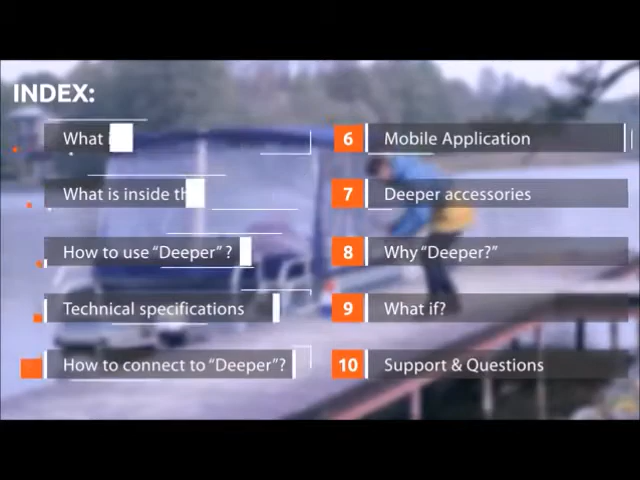 INDEX:
What
What is inside
How to use “Deeper” ?
Technical specifications
How to connect to “Deeper”?
6 Mobile Application
7 Deeper accessories
8 Why “Deeper?”
9 What if?
10 Support & Questions